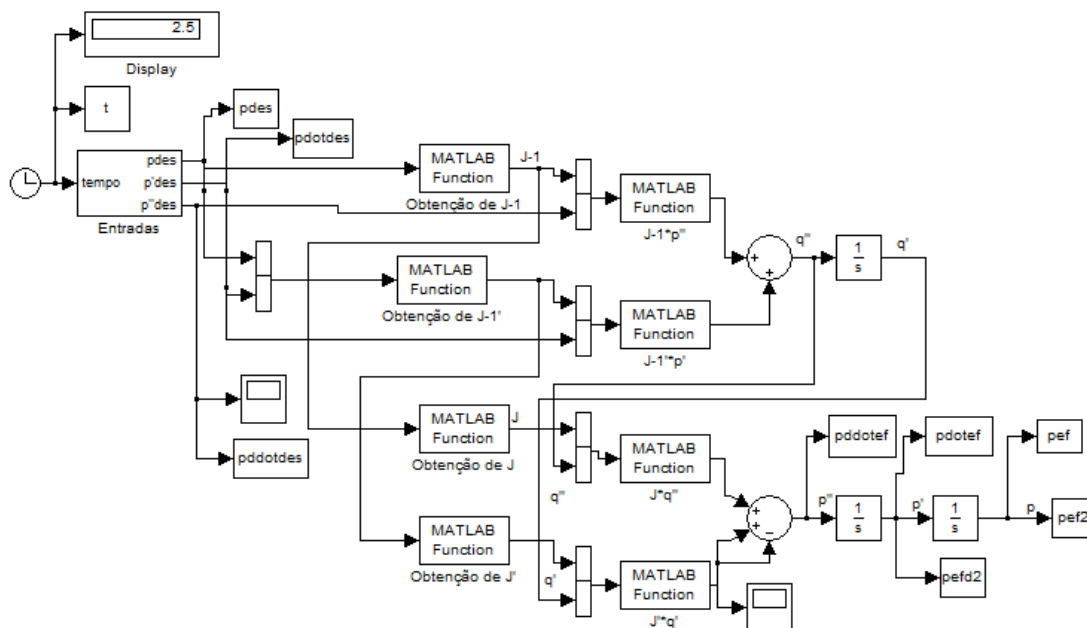 2.5
Display
t
pdes
pdotdes
tempo
pdes
p'des
p"des
Entradas
MATLAB
Function
Obtenção de J-1
J-1
MATLAB
Function
J-1*p"
MATLAB
Function
Obtenção de J-1'
MATLAB
Function
J-1'*p'
+
+
q"
1
s
q'
pddotdes
MATLAB
Function
Obtenção de J
J
q"
MATLAB
Function
J*q"
MATLAB
Function
Obtenção de J'
q'
MATLAB
Function
J'*q'
+
+
−
pddotef
pdotef
pef
p"
1
s
p'
1
s
p
pef2
pefd2